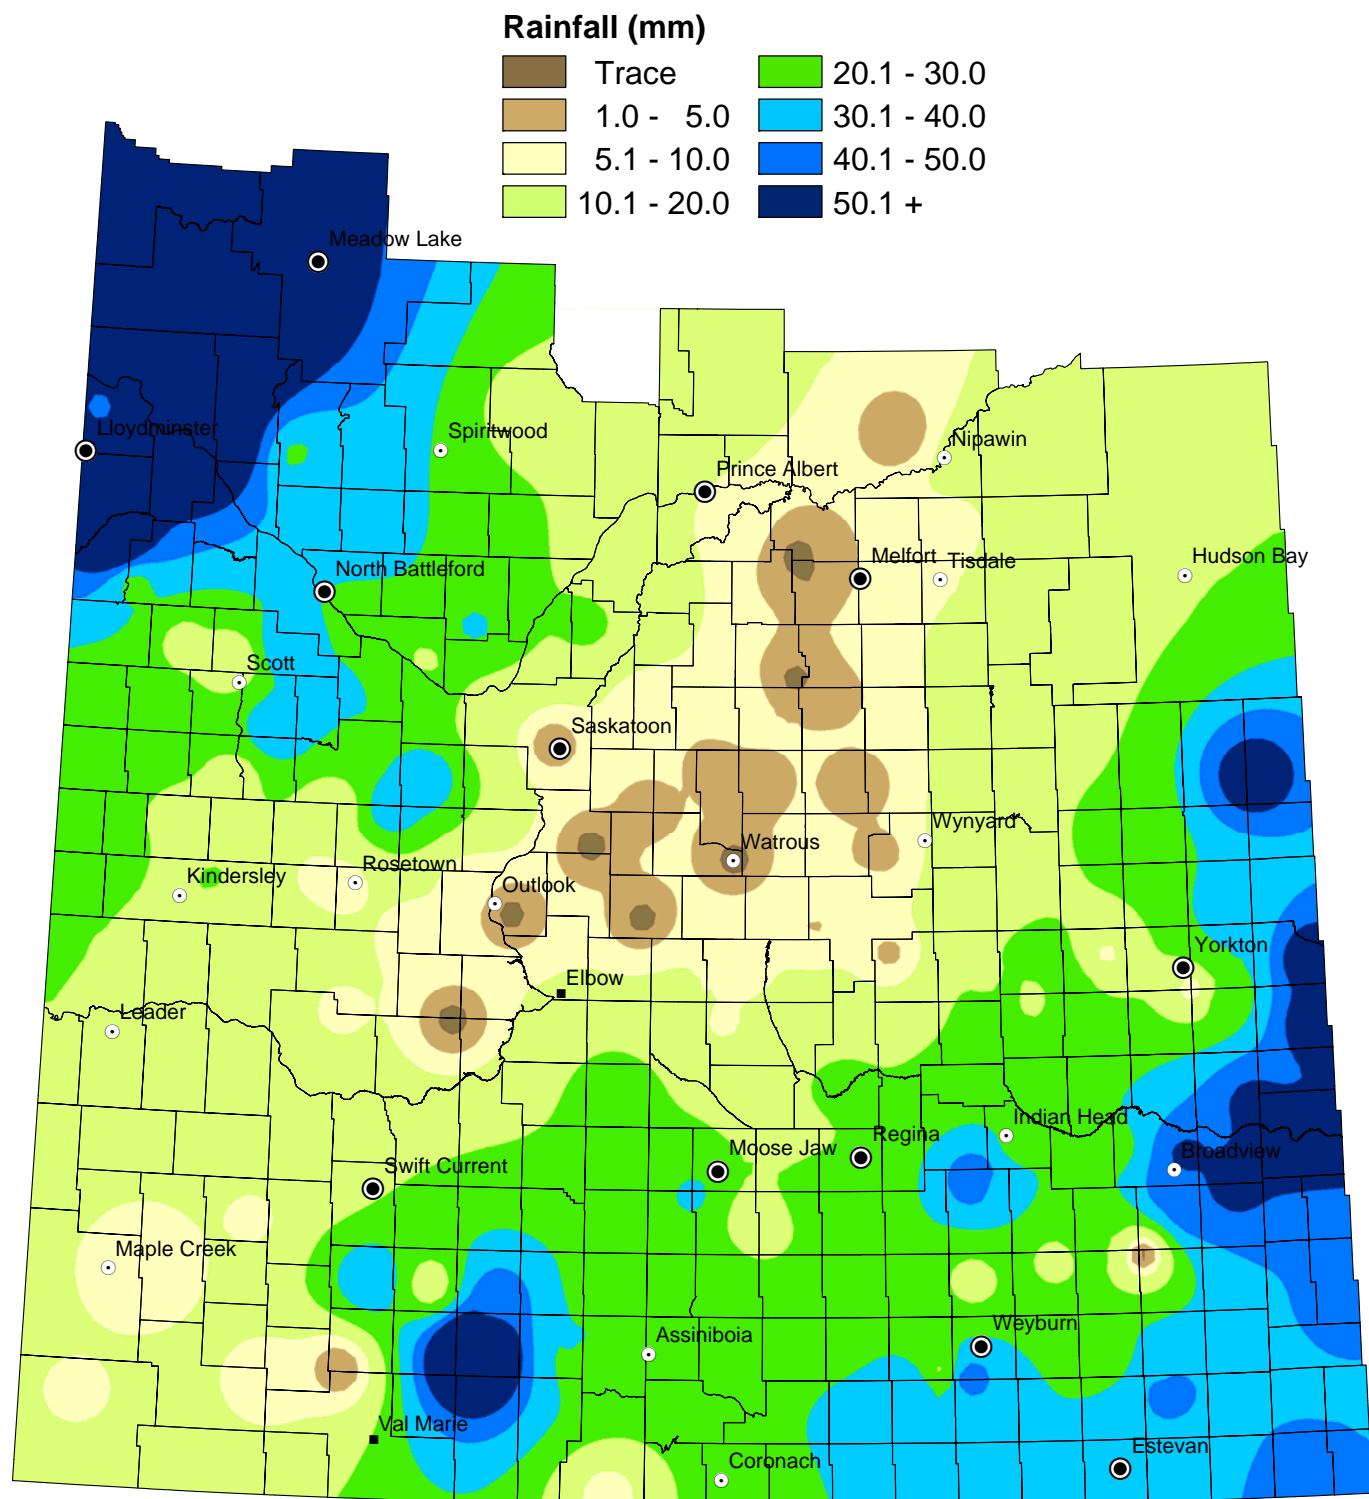 Rainfall (mm)
Trace
20.1 - 30.0
1.0 - 5.0
30.1 - 40.0
5.1 - 10.0
40.1 - 50.0
10.1 - 20.0
50.1 +
Meadow Lake
Lloydminster
Spiritwood
Nipawin
Prince Albert
North Battleford
Melfort
Tisdale
Hudson Bay
Scott
Saskatoon
Watrous
Wynyard
Kindersley
Rosetown
Outlook
Yorkton
Elbow
Leader
Indian Head
Regina
Moose Jaw
Broadview
Swift Current
Maple Creek
Weyburn
Assiniboia
Val Marie
Estevan
Coronach